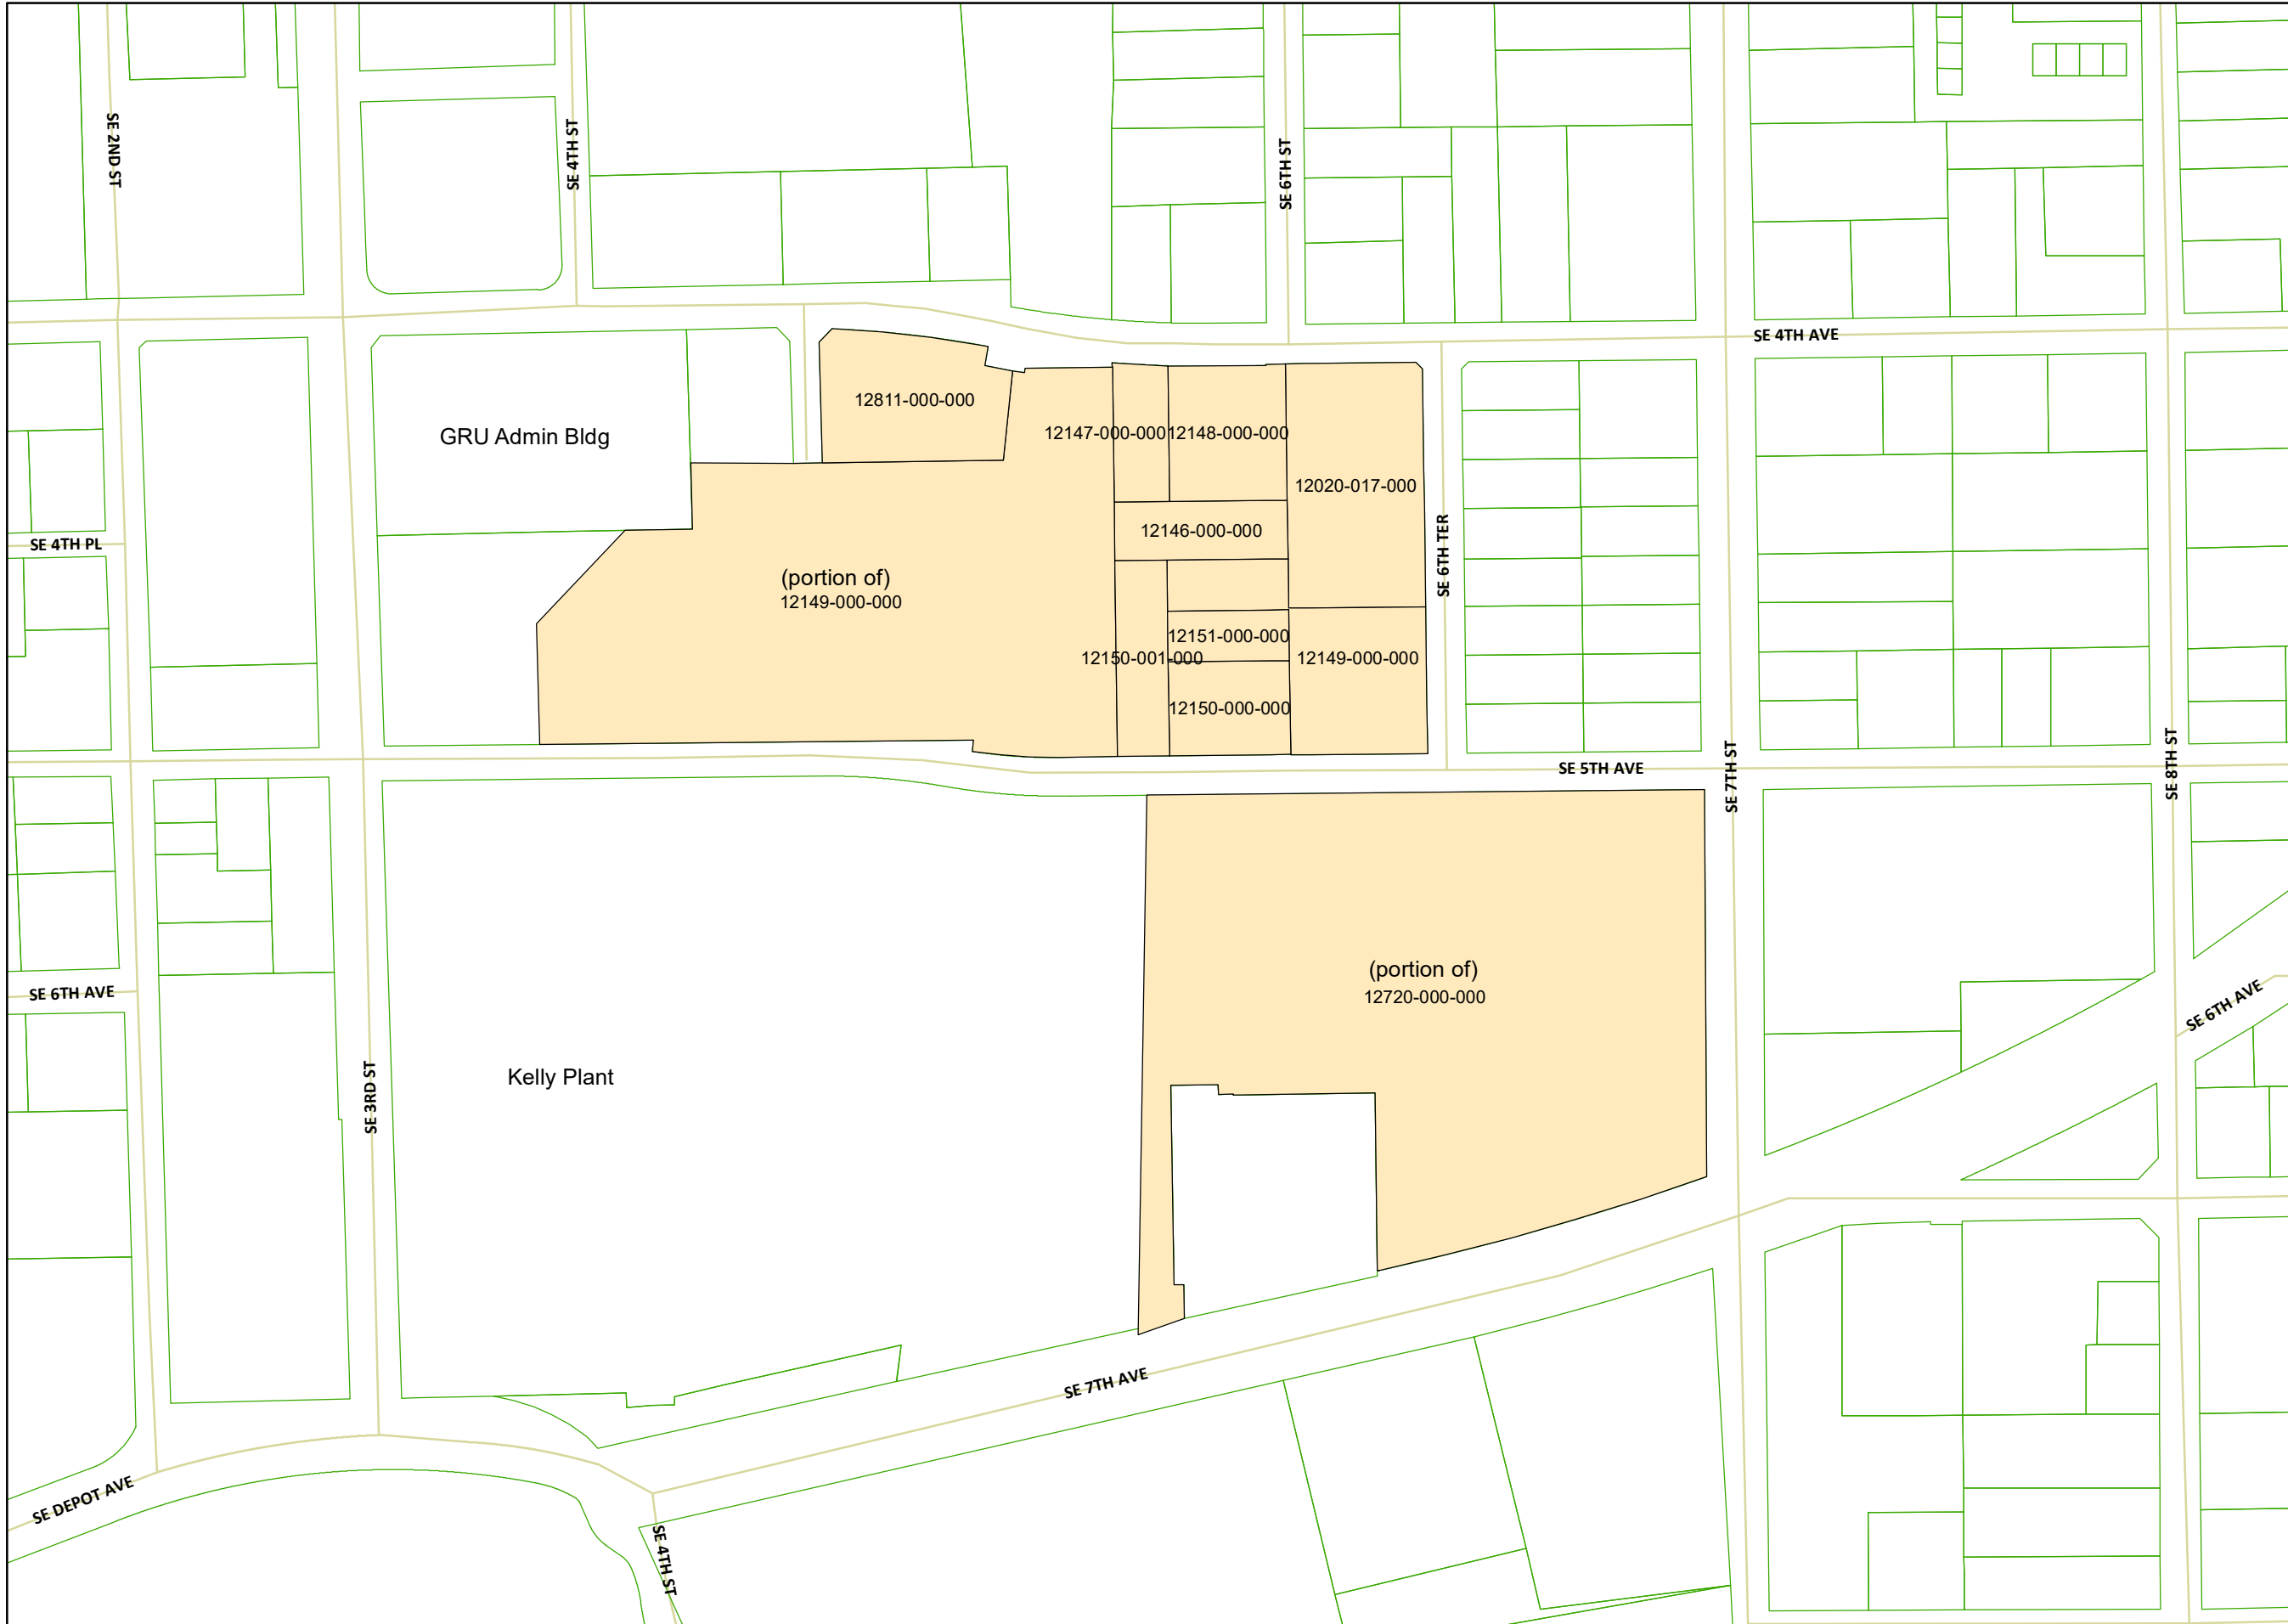 SE 2ND ST
SE 4TH ST
SE 6TH ST
SE 4TH AVE
12811-000-000
GRU Admin Bldg
12147-000-000
12148-000-000
12020-017-000
12146-000-000
SE 4TH PL
SE 6TH TER
(portion of)
12149-000-000
12151-000-000
12150-001-000
12149-000-000
12150-000-000
SE 5TH AVE
SE 7TH ST
SE 8TH ST
(portion of)
12720-000-000
SE 6TH AVE
SE 6TH AVE
Kelly Plant
SE 3RD ST
SE 7TH AVE
SE DEPOT AVE
SE 4TH ST